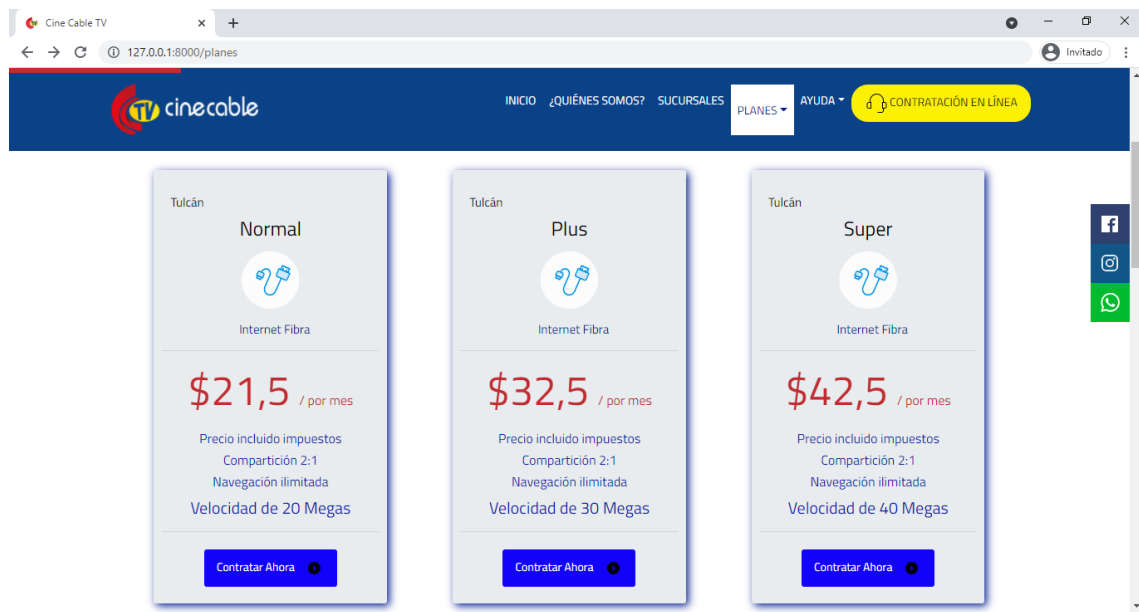 Cine Cable TV
127.0.0.1:8000/planes
Invitado
TV cinecable
INICIO ¿QUIÉNES SOMOS? SUCURSALES PLANES AYUDA CONTRATACIÓN EN LÍNEA
Tulcán
Normal
Internet Fibra
$21,5 / por mes
Precio incluido impuestos
Compartición 2:1
Navegación ilimitada
Velocidad de 20 Megas
Contratar Ahora
Tulcán
Plus
Internet Fibra
$32,5 / por mes
Precio incluido impuestos
Compartición 2:1
Navegación ilimitada
Velocidad de 30 Megas
Contratar Ahora
Tulcán
Super
Internet Fibra
$42,5 / por mes
Precio incluido impuestos
Compartición 2:1
Navegación ilimitada
Velocidad de 40 Megas
Contratar Ahora